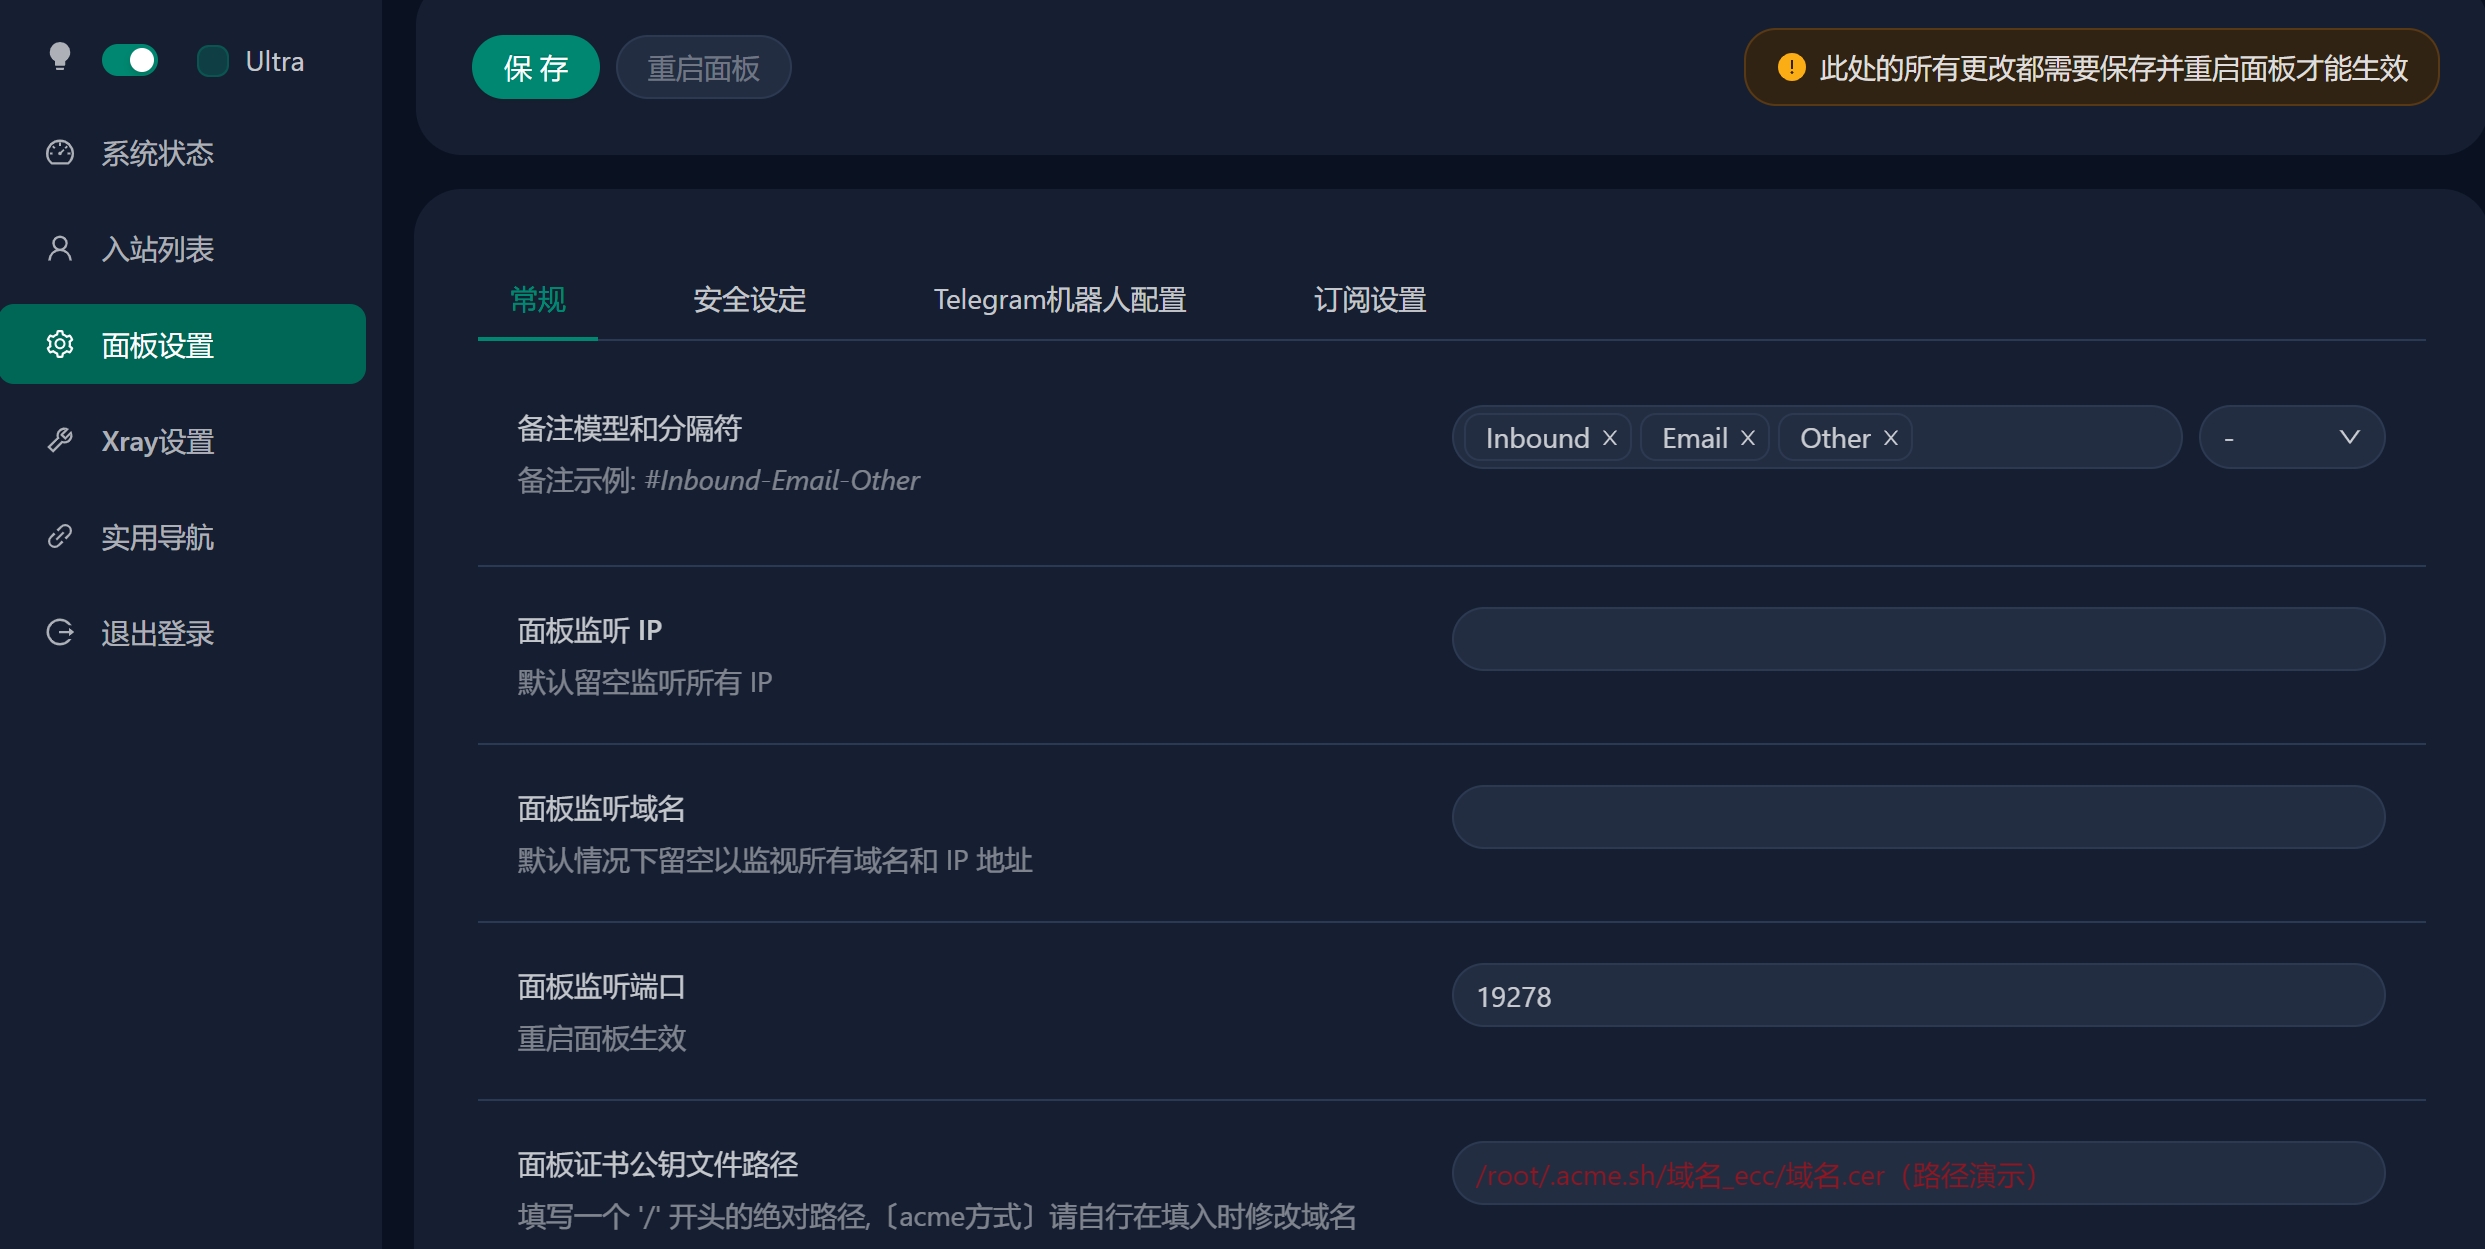 Ultra
系统状态
入站列表
面板设置
Xray设置
实用导航
退出登录
保 存
重启面板
此处的所有更改都需要保存并重启面板才能生效
常规
安全设定
Telegram机器人配置
订阅设置
备注模型和分隔符
备注示例: #Inbound-Email-Other
Inbound
Email
Other
-
面板监听 IP
默认留空监听所有 IP
面板监听域名
默认情况下留空以监视所有域名和 IP 地址
面板监听端口
重启面板生效
19278
面板证书公钥文件路径
填写一个 '/' 开头的绝对路径,〔acme方式〕请自行在填入时修改域名
/root/.acme.sh/域名_ecc/域名.cer（路径演示）